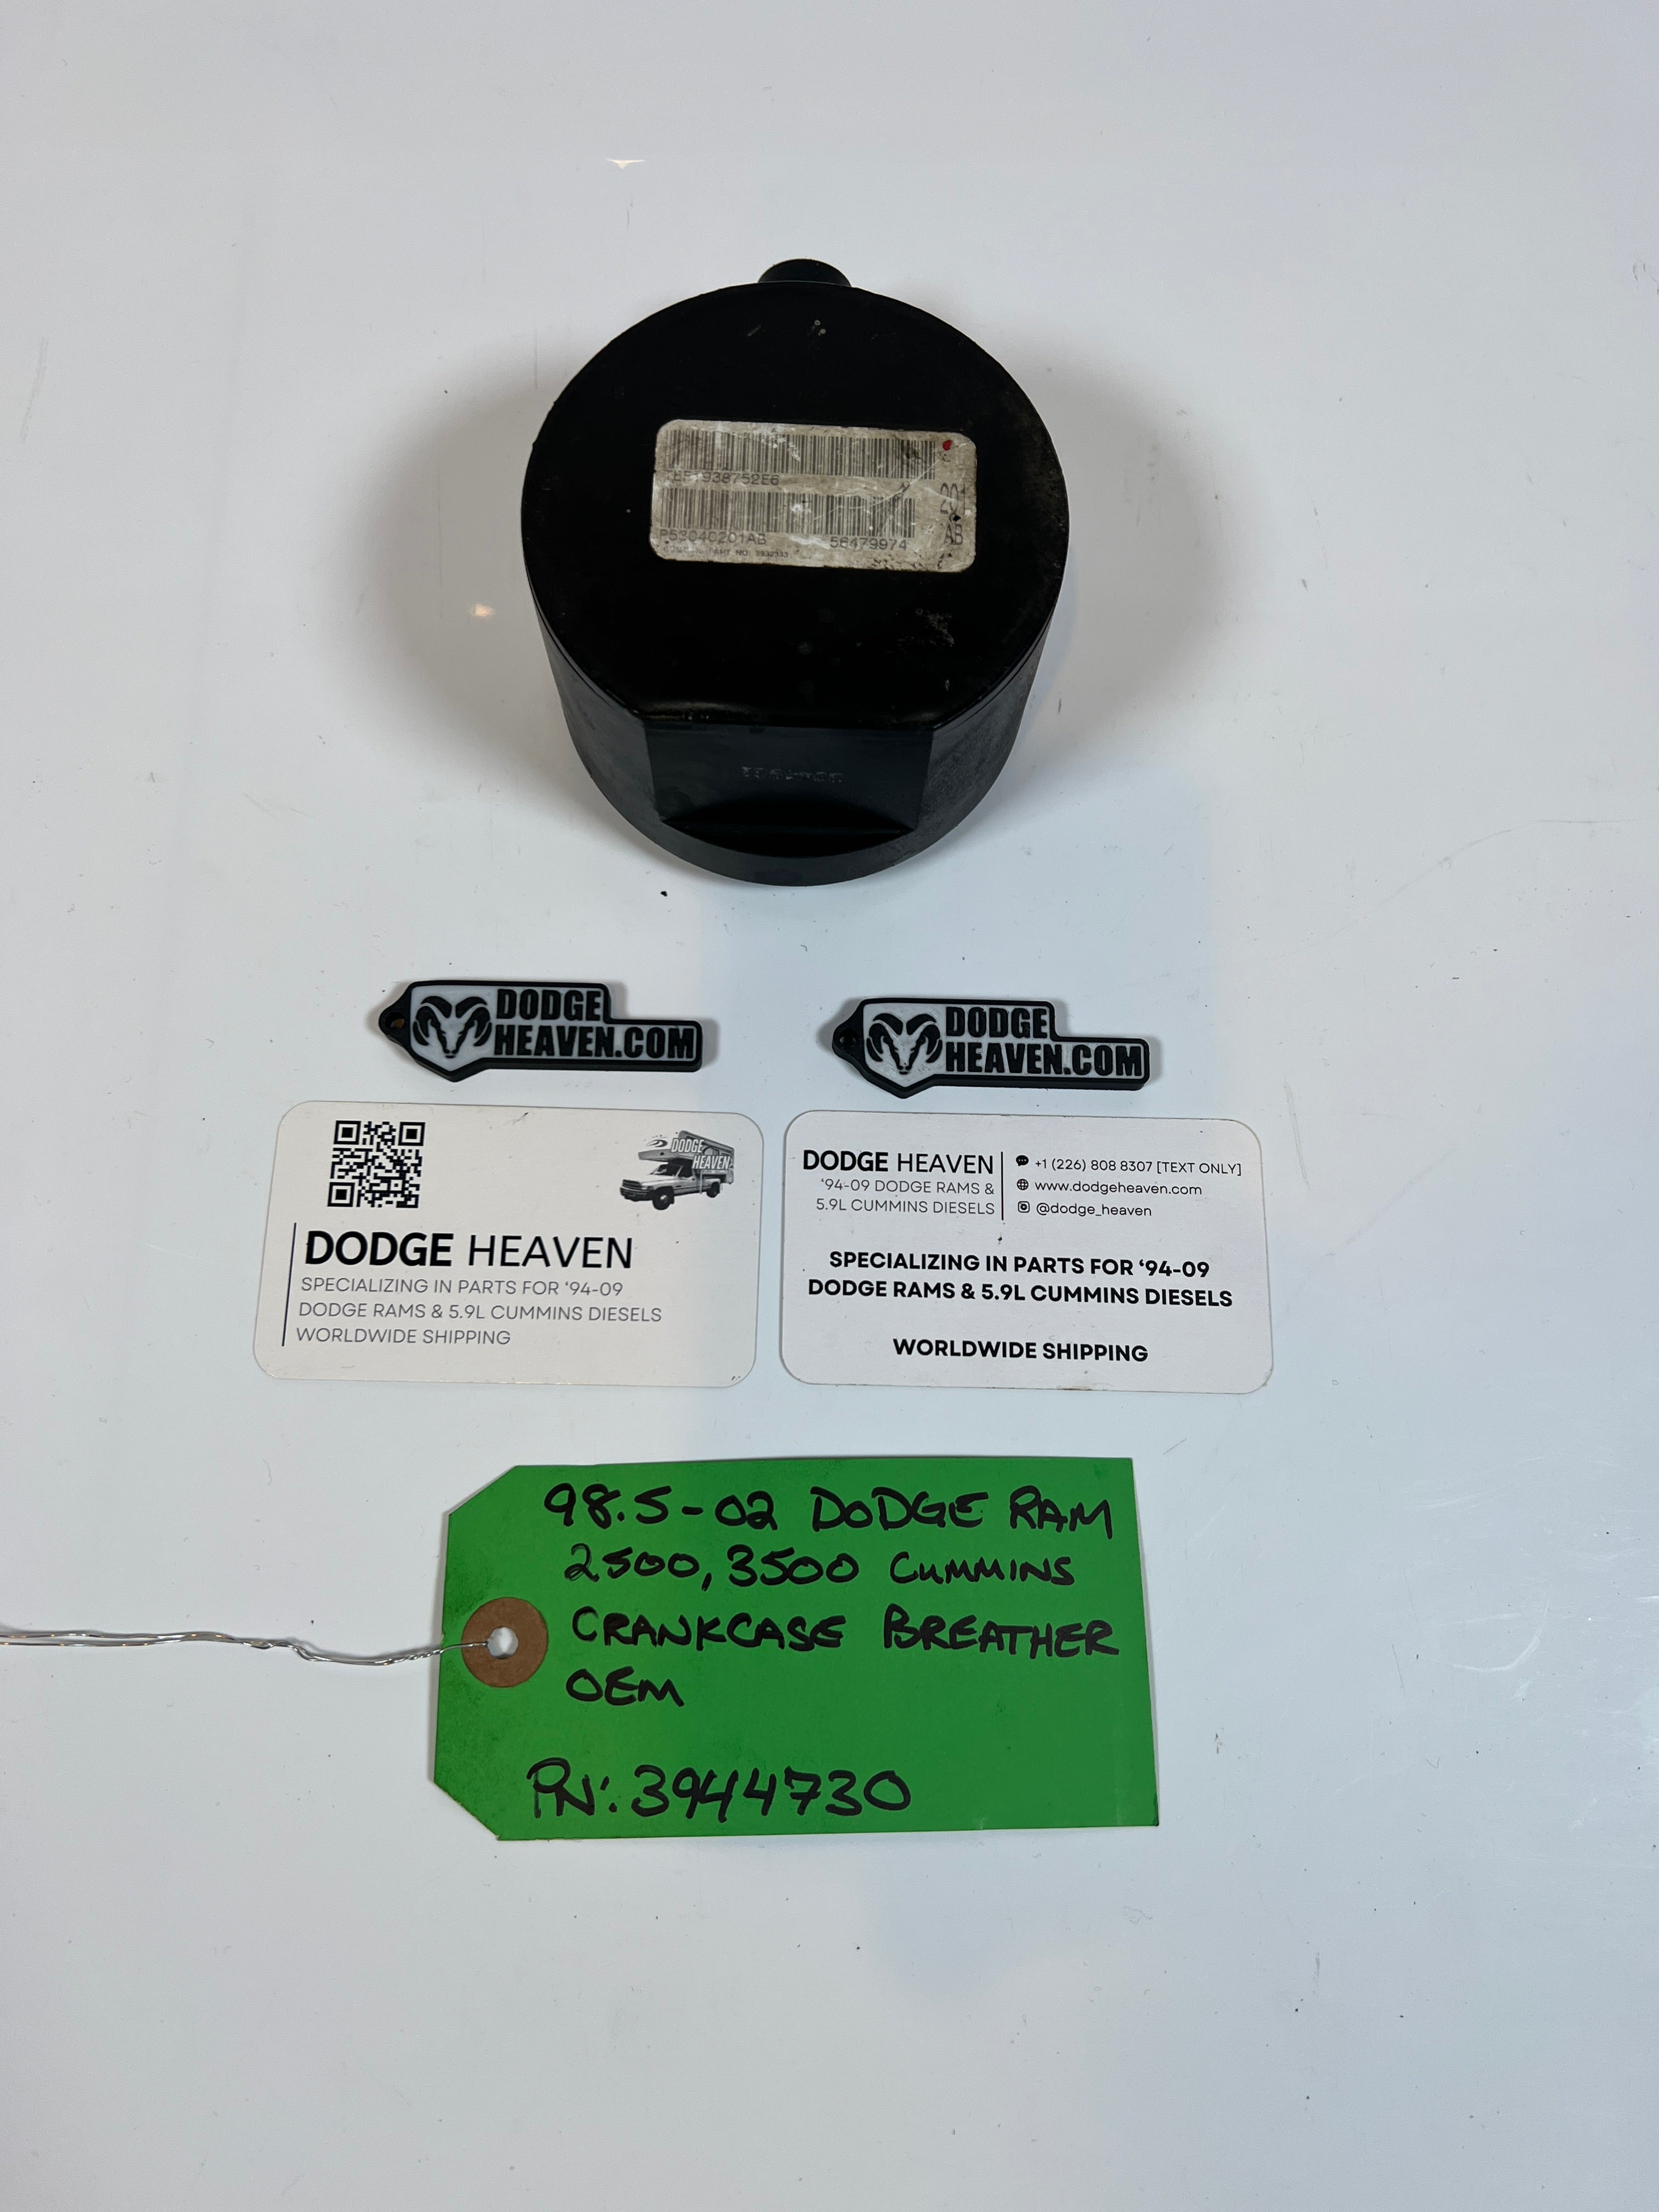 938752E6
201
AB
P53040201AB 56479974
PART NO.
DODGE
HEAVEN.COM
DODGE
HEAVEN.COM
DODGE
HEAVEN
DODGE HEAVEN
SPECIALIZING IN PARTS FOR ‘94-09
DODGE RAMS & 5.9L CUMMINS DIESELS
WORLDWIDE SHIPPING
DODGE HEAVEN
‘94-09 DODGE RAMS &
5.9L CUMMINS DIESELS
+1 (226) 808 8307 [TEXT ONLY]
www.dodgeheaven.com
@dodge_heaven
SPECIALIZING IN PARTS FOR ‘94-09
DODGE RAMS & 5.9L CUMMINS DIESELS
WORLDWIDE SHIPPING
98.5-02 DODGE RAM
2500, 3500 CUMMINS
CRANKCASE BREATHER
OEM
PN: 3944730